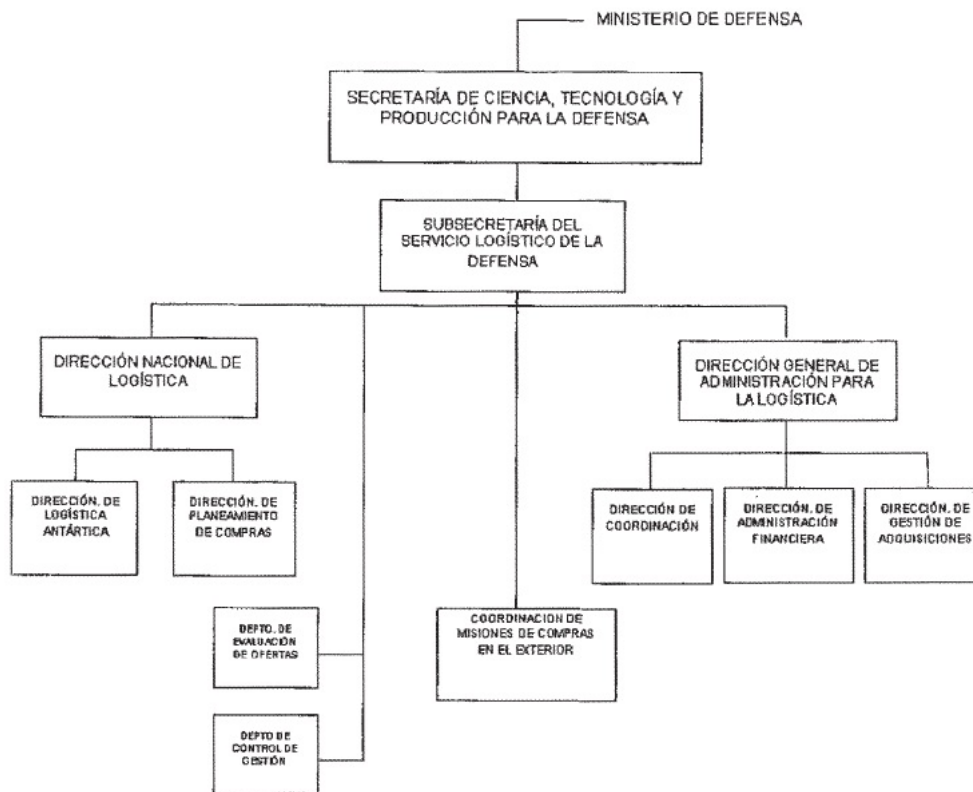 MINISTERIO DE DEFENSA
SECRETARÍA DE CIENCIA, TECNOLOGÍA Y
PRODUCCIÓN PARA LA DEFENSA
SUBSECRETARÍA DEL
SERVICIO LOGÍSTICO DE LA
DEFENSA
DIRECCIÓN NACIONAL DE
LOGÍSTICA
DIRECCIÓN GENERAL DE
ADMINISTRACIÓN PARA
LA LOGÍSTICA
DIRECCIÓN. DE
LOGÍSTICA
ANTÁRTICA
DIRECCIÓN. DE
PLANEAMIENTO
DE COMPRAS
DIRECCIÓN DE
COORDINACIÓN
DIRECCIÓN. DE
ADMINISTRACIÓN
FINANCIERA
DIRECCIÓN. DE
GESTIÓN DE
ADQUISICIONES
DEPTO. DE
EVALUACIÓN
DE OFERTAS
COORDINACION DE
MISIONES DE COMPRAS
EN EL EXTERIOR
DEPTO DE
CONTROL DE
GESTIÓN